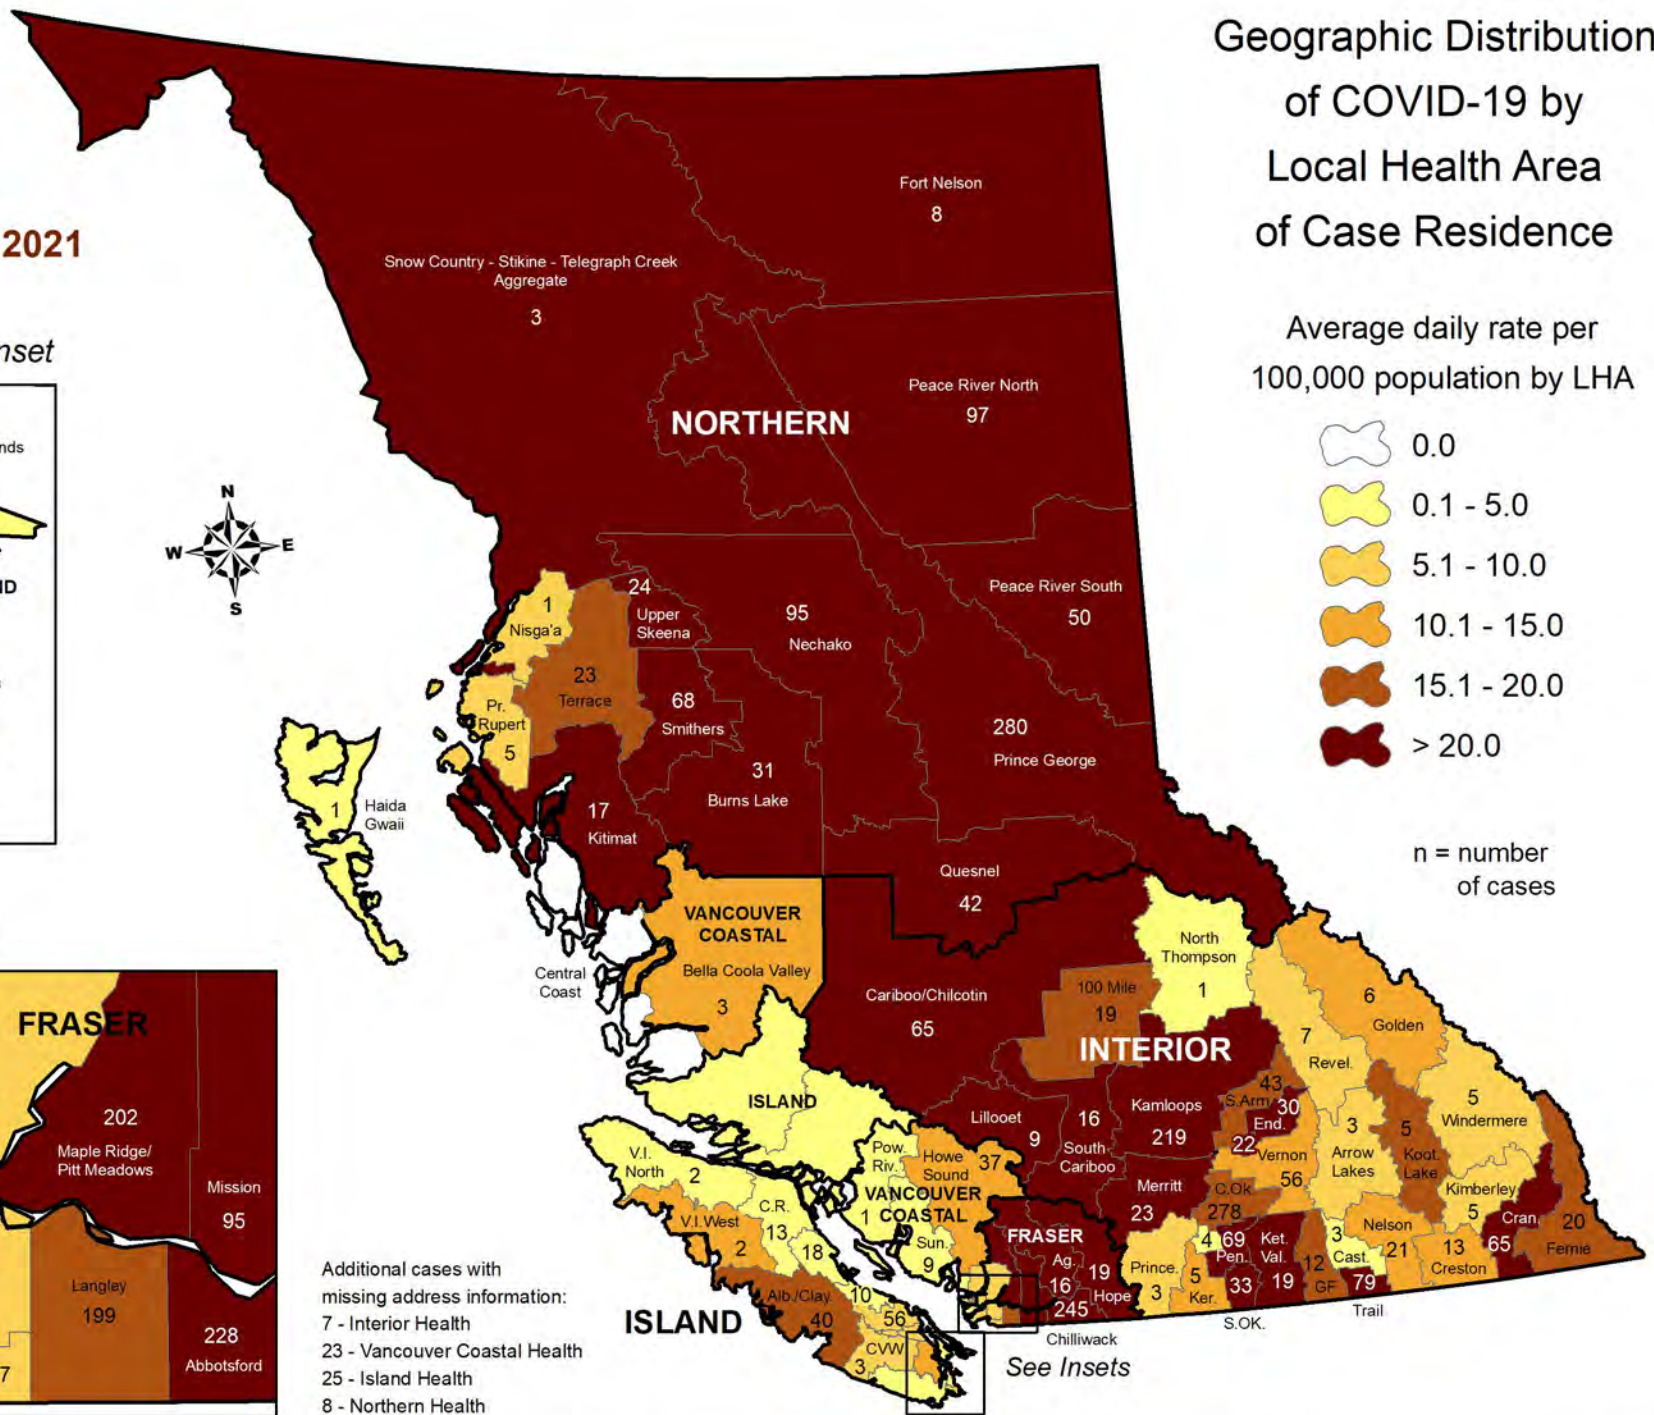 Geographic Distribution
of COVID-19 by
Local Health Area
of Case Residence
Average daily rate per
100,000 population by LHA
0.0
0.1 - 5.0
5.1 - 10.0
10.1 - 15.0
15.1 - 20.0
> 20.0
n = number
of cases
2021
N
W
E
S
Fort Nelson
8
Snow Country - Stikine - Telegraph Creek
Aggregate
3
Peace River North
97
NORTHERN
Peace River South
50
24
Upper
Skeena
95
Nechako
1
Nisga'a
23
Terrace
Pr.
Rupert
5
68
Smithers
280
Prince George
31
Burns Lake
17
Kitimat
1
Haida
Gwaii
Quesnel
42
VANCOUVER
COASTAL
Bella Coola Valley
3
Central
Coast
Cariboo/Chilcotin
65
100 Mile
19
North
Thompson
1
INTERIOR
6
Golden
7
Revel.
5
Windermere
ISLAND
Lillooet
9
16
South
Cariboo
Kamloops
219
43
S.Arm
30
End.
22
Vernon
56
3
Arrow
Lakes
5
Koot.
Lake
Kimberley
5
Cran.
65
20
Fernie
V.I.
North
2
Pow.
Riv.
1
Howe
Sound
37
VANCOUVER
COASTAL
Sun.
9
C.R.
13
18
V.I.West
2
Alb./Clay.
40
10
56
CVW
3
ISLAND
Merritt
23
C.Ok
278
FRASER
Ag.
16
19
Hope
245
Chilliwack
Prince.
3
5
Ker.
4
69
Pen.
33
S.OK.
Ket.
Val.
19
12
GF
3
Cast.
79
Trail
Nelson
21
13
Creston
See Insets
FRASER
202
Maple Ridge/
Pitt Meadows
Mission
95
Langley
199
228
Abbotsford
7
Additional cases with
missing address information:
7 - Interior Health
23 - Vancouver Coastal Health
25 - Island Health
8 - Northern Health